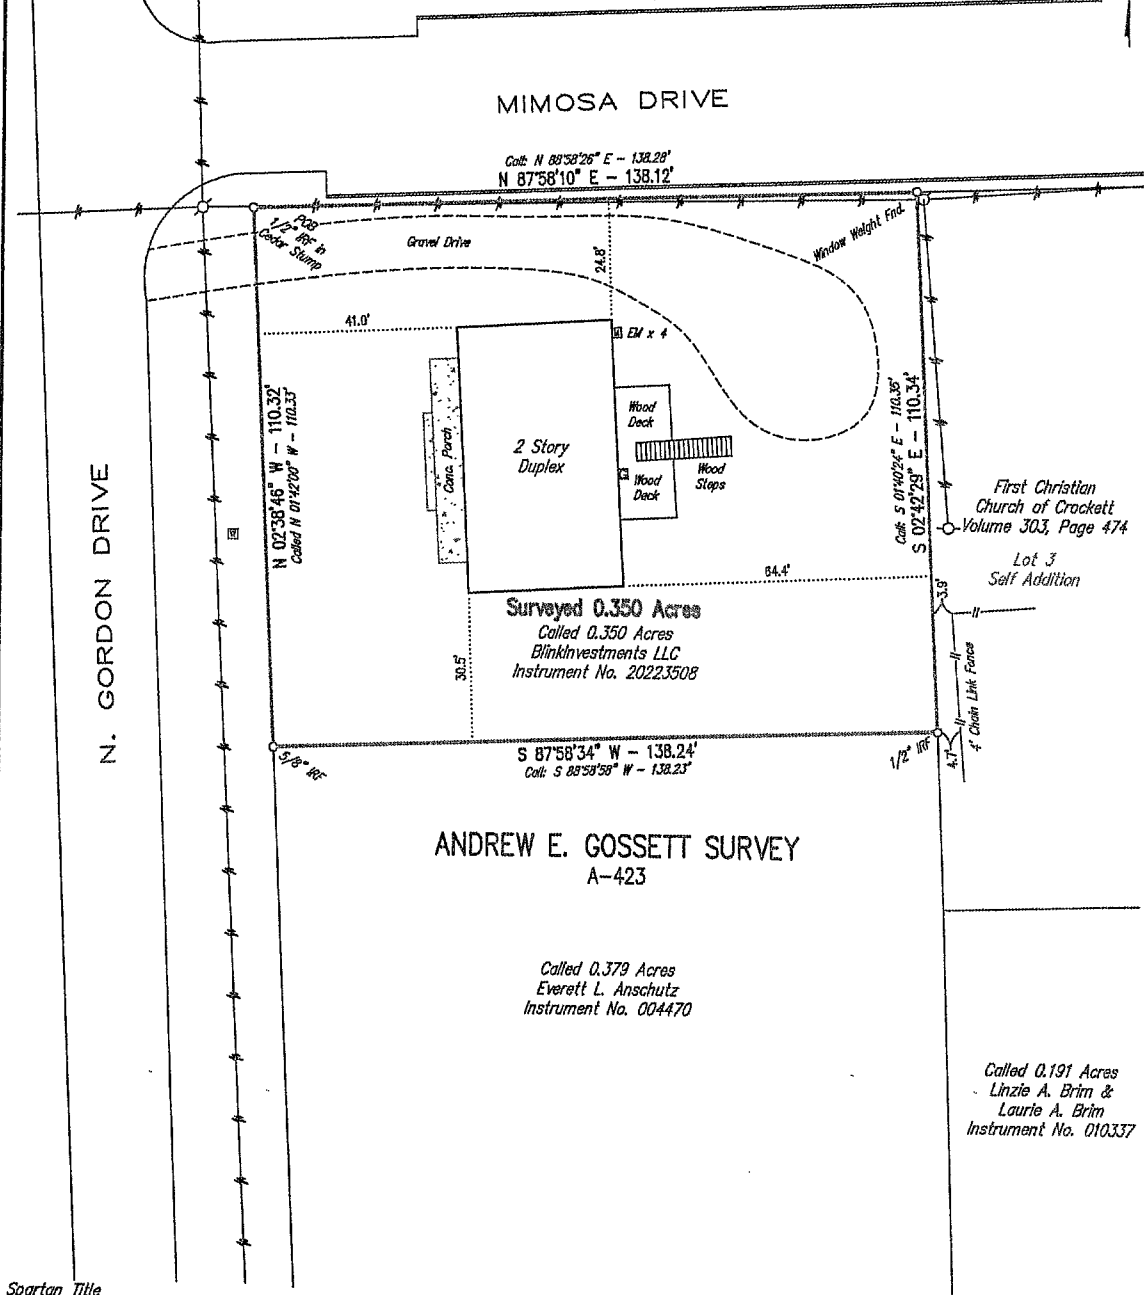 MIMOSA DRIVE
Call: N 88°58'26" E - 138.28'
N 87°58'10" E - 138.12'
POB
1/2" IRF in
Cedar Stump
Gravel Drive
24.8'
Window Weight Fnd.
41.0'
EM x 4
N 02°38'46" W - 110.32'
Called N 01°42'00" W - 110.33'
Conc. Porch
2 Story
Duplex
Wood
Deck
Wood
Deck
Wood
Steps
Call: S 01°40'24" E - 110.35'
S 02°42'29" E - 110.34'
First Christian
Church of Crockett
Volume 303, Page 474
Lot 3
Self Addition
N. GORDON DRIVE
64.4'
3.9'
Surveyed 0.350 Acres
Called 0.350 Acres
BlinkInvestments LLC
Instrument No. 20223508
30.5'
4' Chain Link Fence
S 87°58'34" W - 138.24'
Call: S 88°58'58" W - 138.23'
5/8" IRF
1/2" IRF
4.7'
ANDREW E. GOSSETT SURVEY
A-423
Called 0.379 Acres
Everett L. Anschutz
Instrument No. 004470
Called 0.191 Acres
Linzie A. Brim &
Laurie A. Brim
Instrument No. 010337
Spartan Title